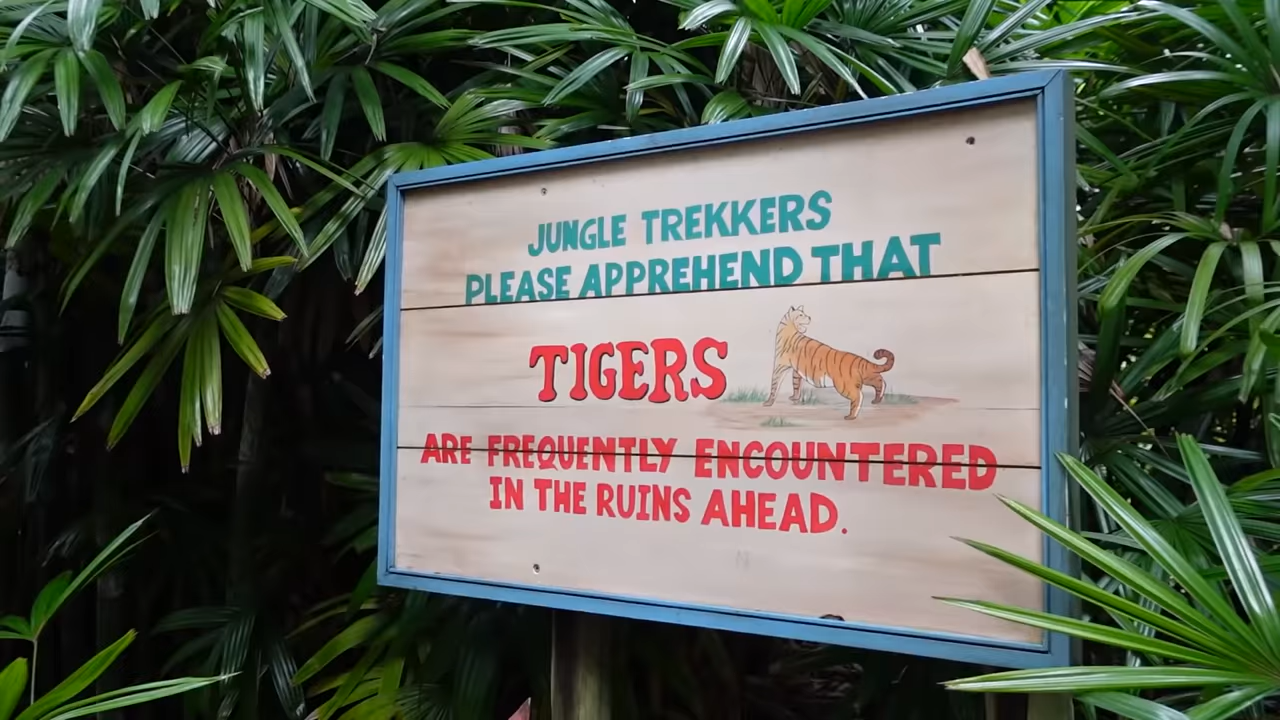 JUNGLE TREKKERS
PLEASE APPREHEND THAT
TIGERS
ARE FREQUENTLY ENCOUNTERED
IN THE RUINS AHEAD.